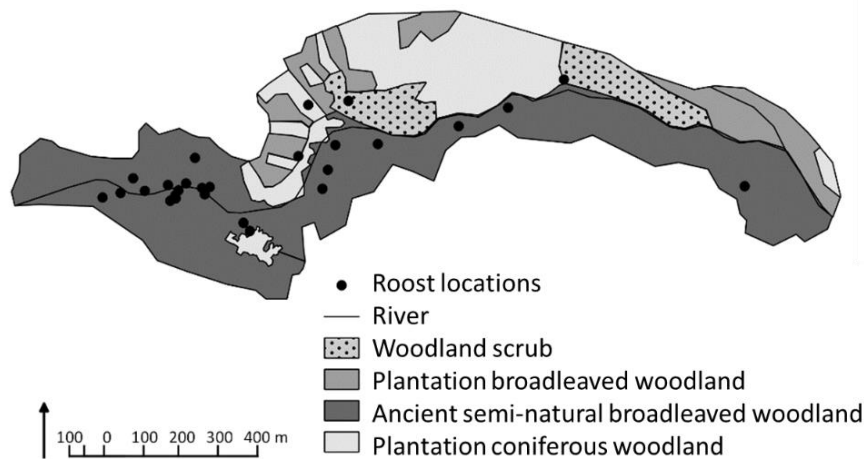 Roost locations
River
Woodland scrub
Plantation broadleaved woodland
Ancient semi-natural broadleaved woodland
Plantation coniferous woodland
100 0 100 200 300 400 m